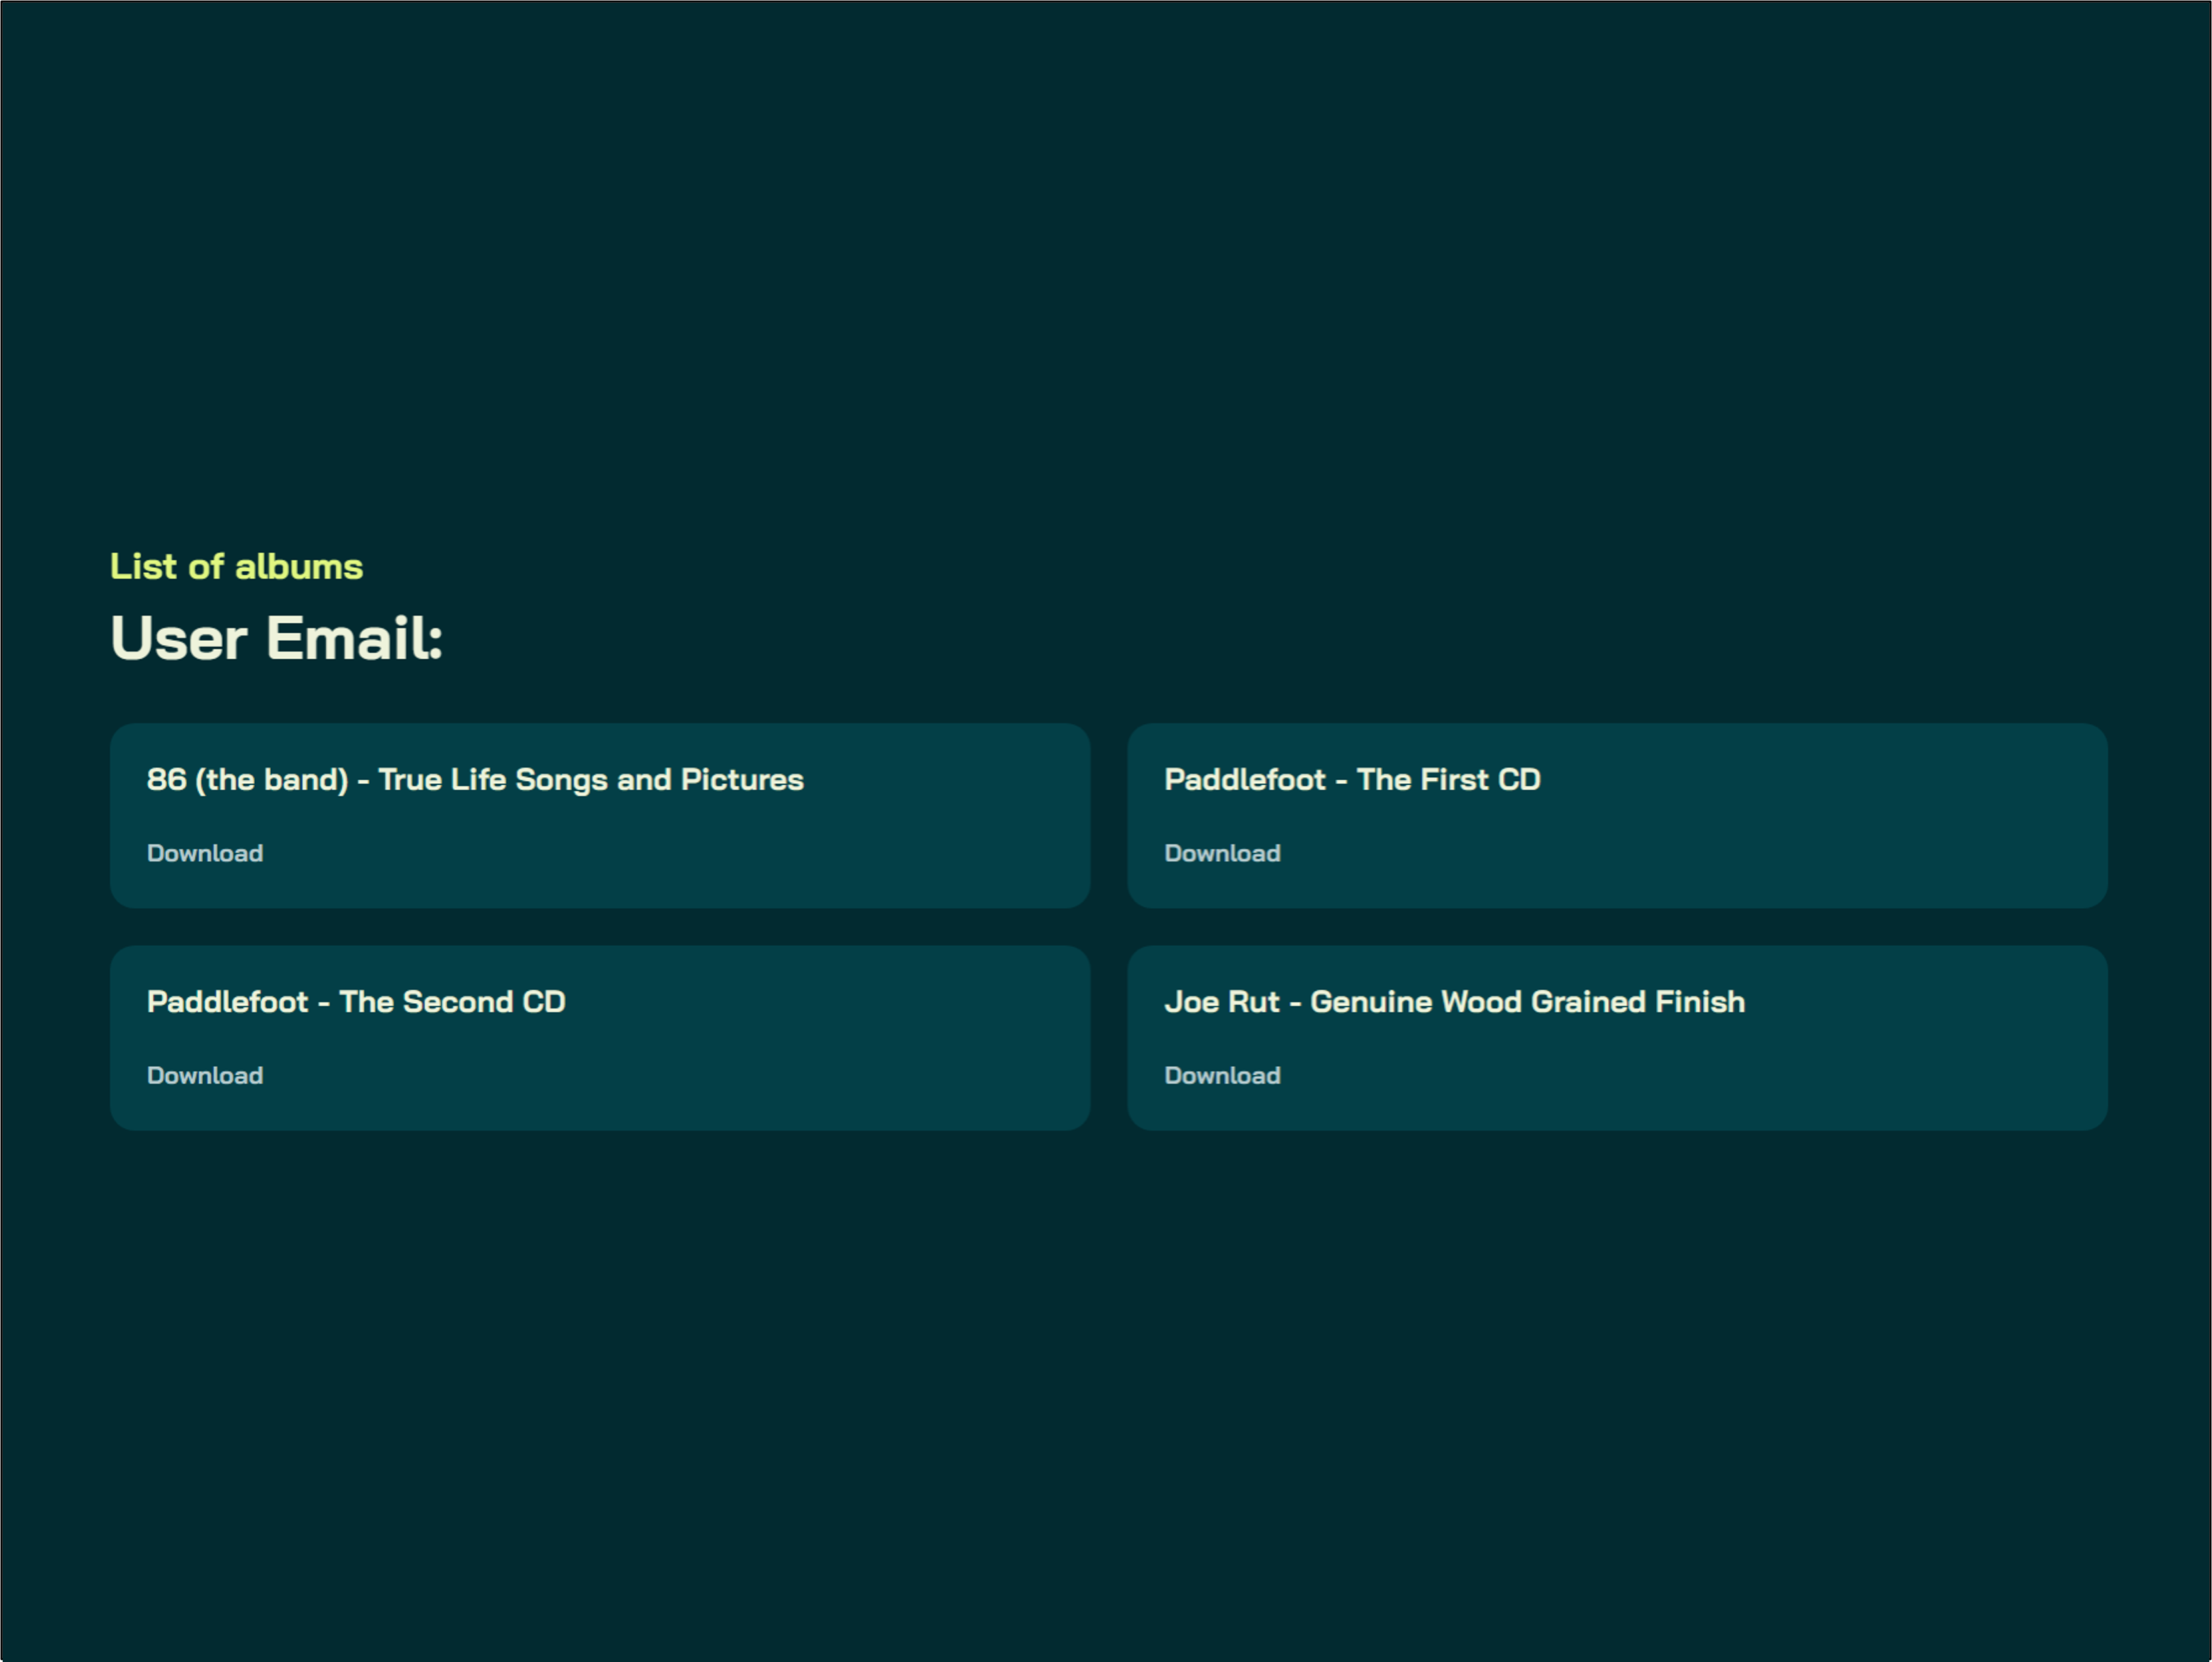 List of albums
User Email:
86 (the band) - True Life Songs and Pictures
Download
Paddlefoot - The First CD
Download
Paddlefoot - The Second CD
Download
Joe Rut - Genuine Wood Grained Finish
Download